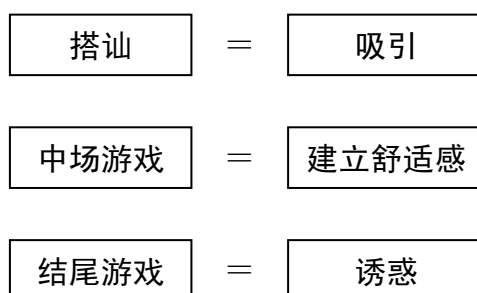 搭讪 = 吸引
中场游戏 = 建立舒适感
结尾游戏 = 诱惑